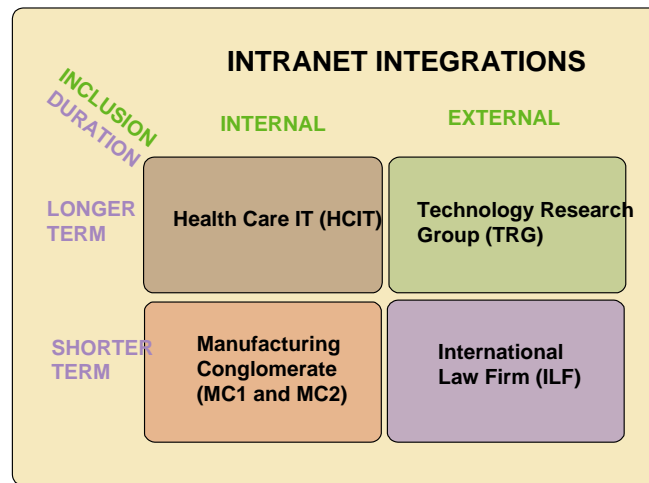 INTRANET INTEGRATIONS
INCLUSION
DURATION
INTERNAL
EXTERNAL
LONGER
TERM
Health Care IT (HCIT)
Technology Research
Group (TRG)
SHORTER
TERM
Manufacturing
Conglomerate
(MC1 and MC2)
International
Law Firm (ILF)